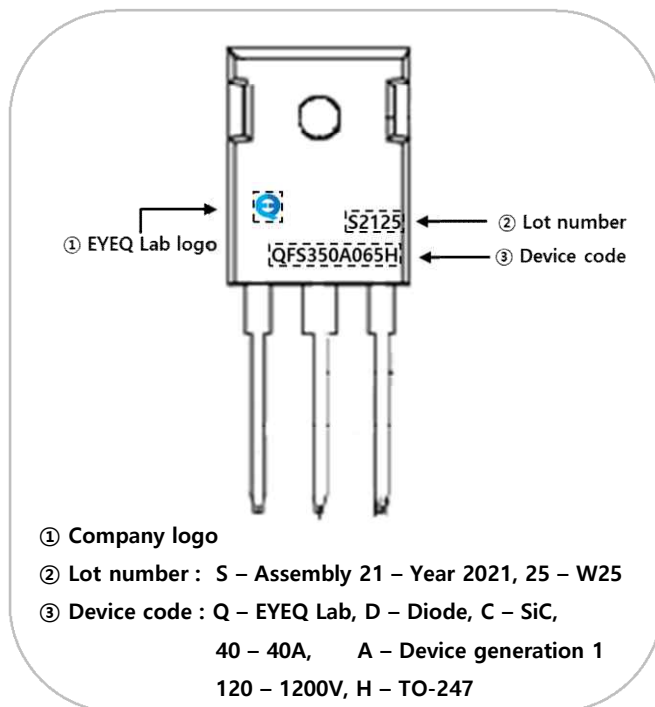 S2125
② Lot number
① EYEQ Lab logo
QFS350A065H
③ Device code
① Company logo
② Lot number : S – Assembly 21 – Year 2021, 25 – W25
③ Device code : Q – EYEQ Lab, D – Diode, C – SiC,
40 – 40A, A – Device generation 1
120 – 1200V, H – TO-247